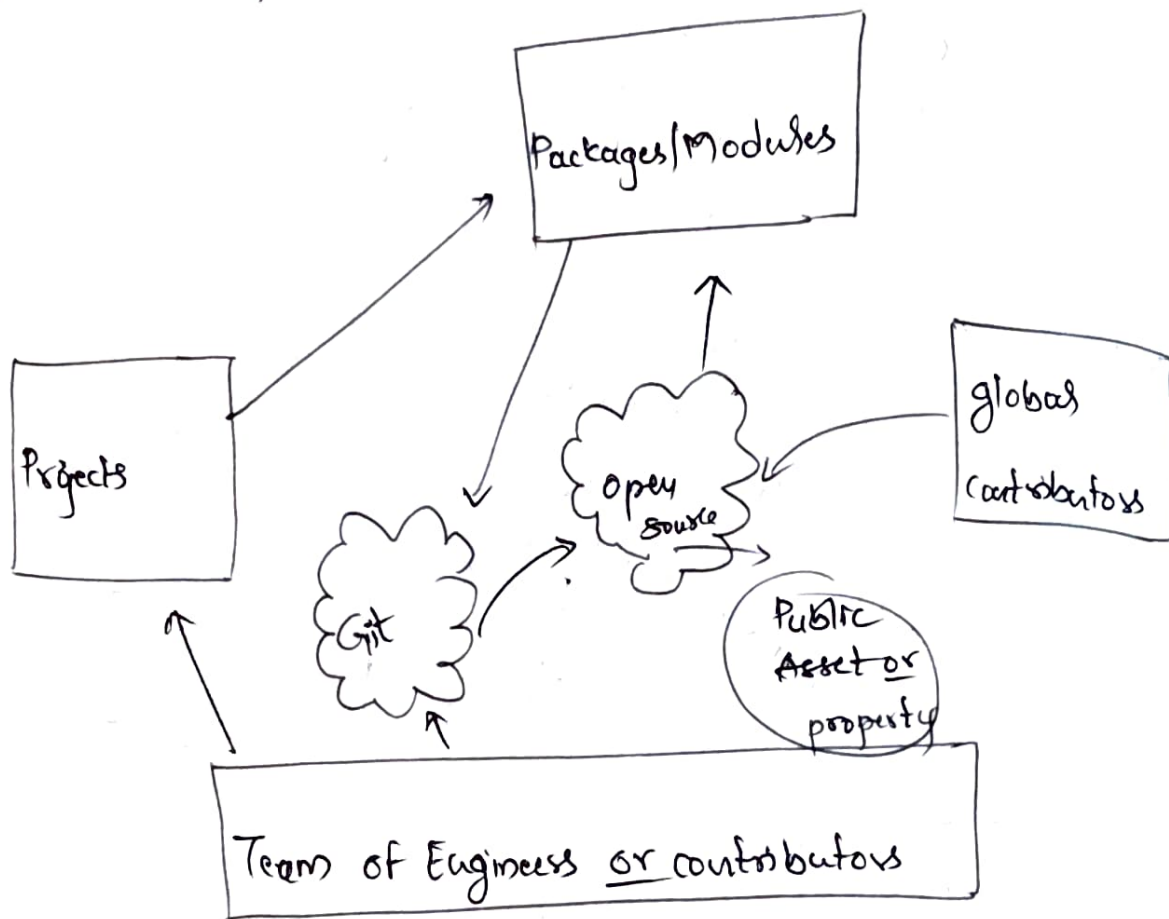 Packages/Modules
Projects
global
contributors
open
source
Git
Public
Asset or
property
Team of Engineers or contributors